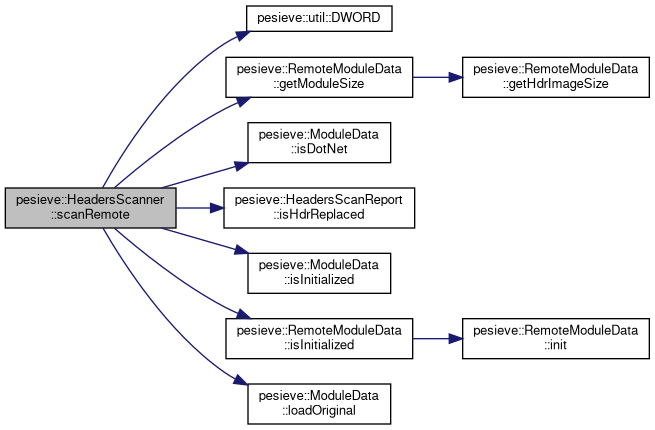 pesieve::util::DWORD
pesieve::RemoteModuleData
::getModuleSize
pesieve::RemoteModuleData
::getHdrImageSize
pesieve::ModuleData
::isDotNet
pesieve::HeadersScanner
::scanRemote
pesieve::HeadersScanReport
::isHdrReplaced
pesieve::ModuleData
::isInitialized
pesieve::RemoteModuleData
::isInitialized
pesieve::RemoteModuleData
::init
pesieve::ModuleData
::loadOriginal